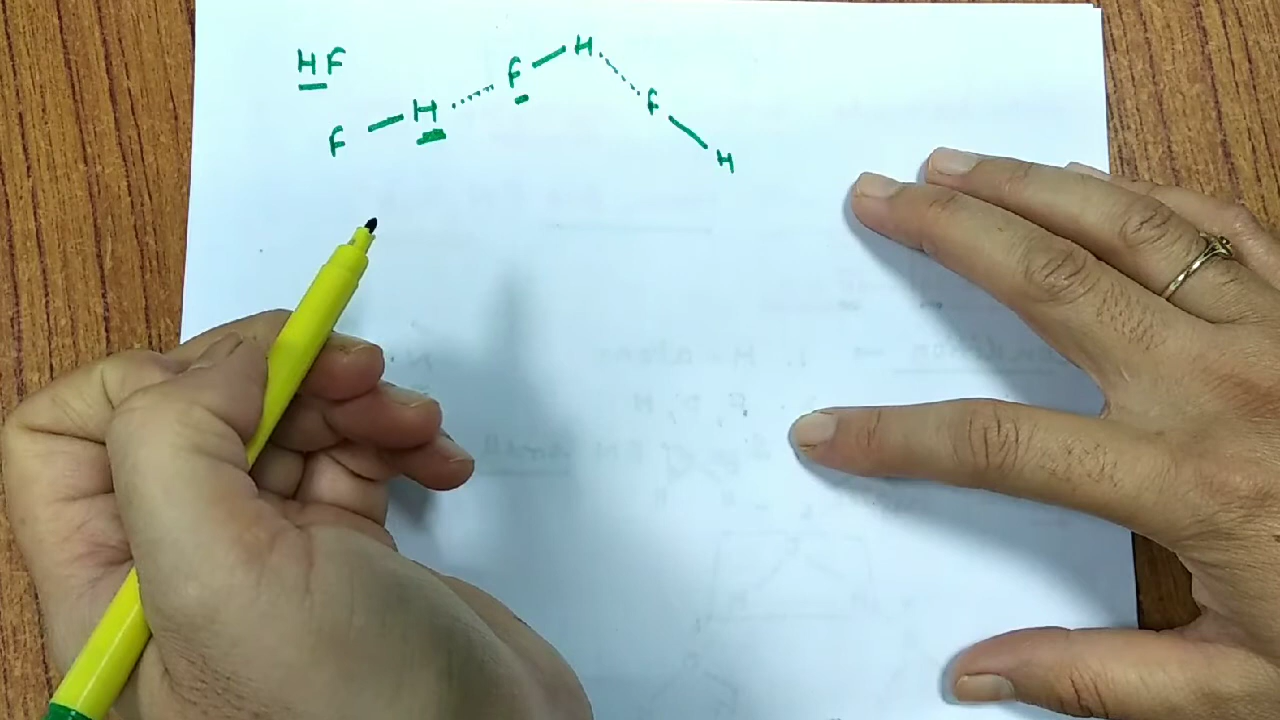 HF
F — H ...... F — H ...... F — H